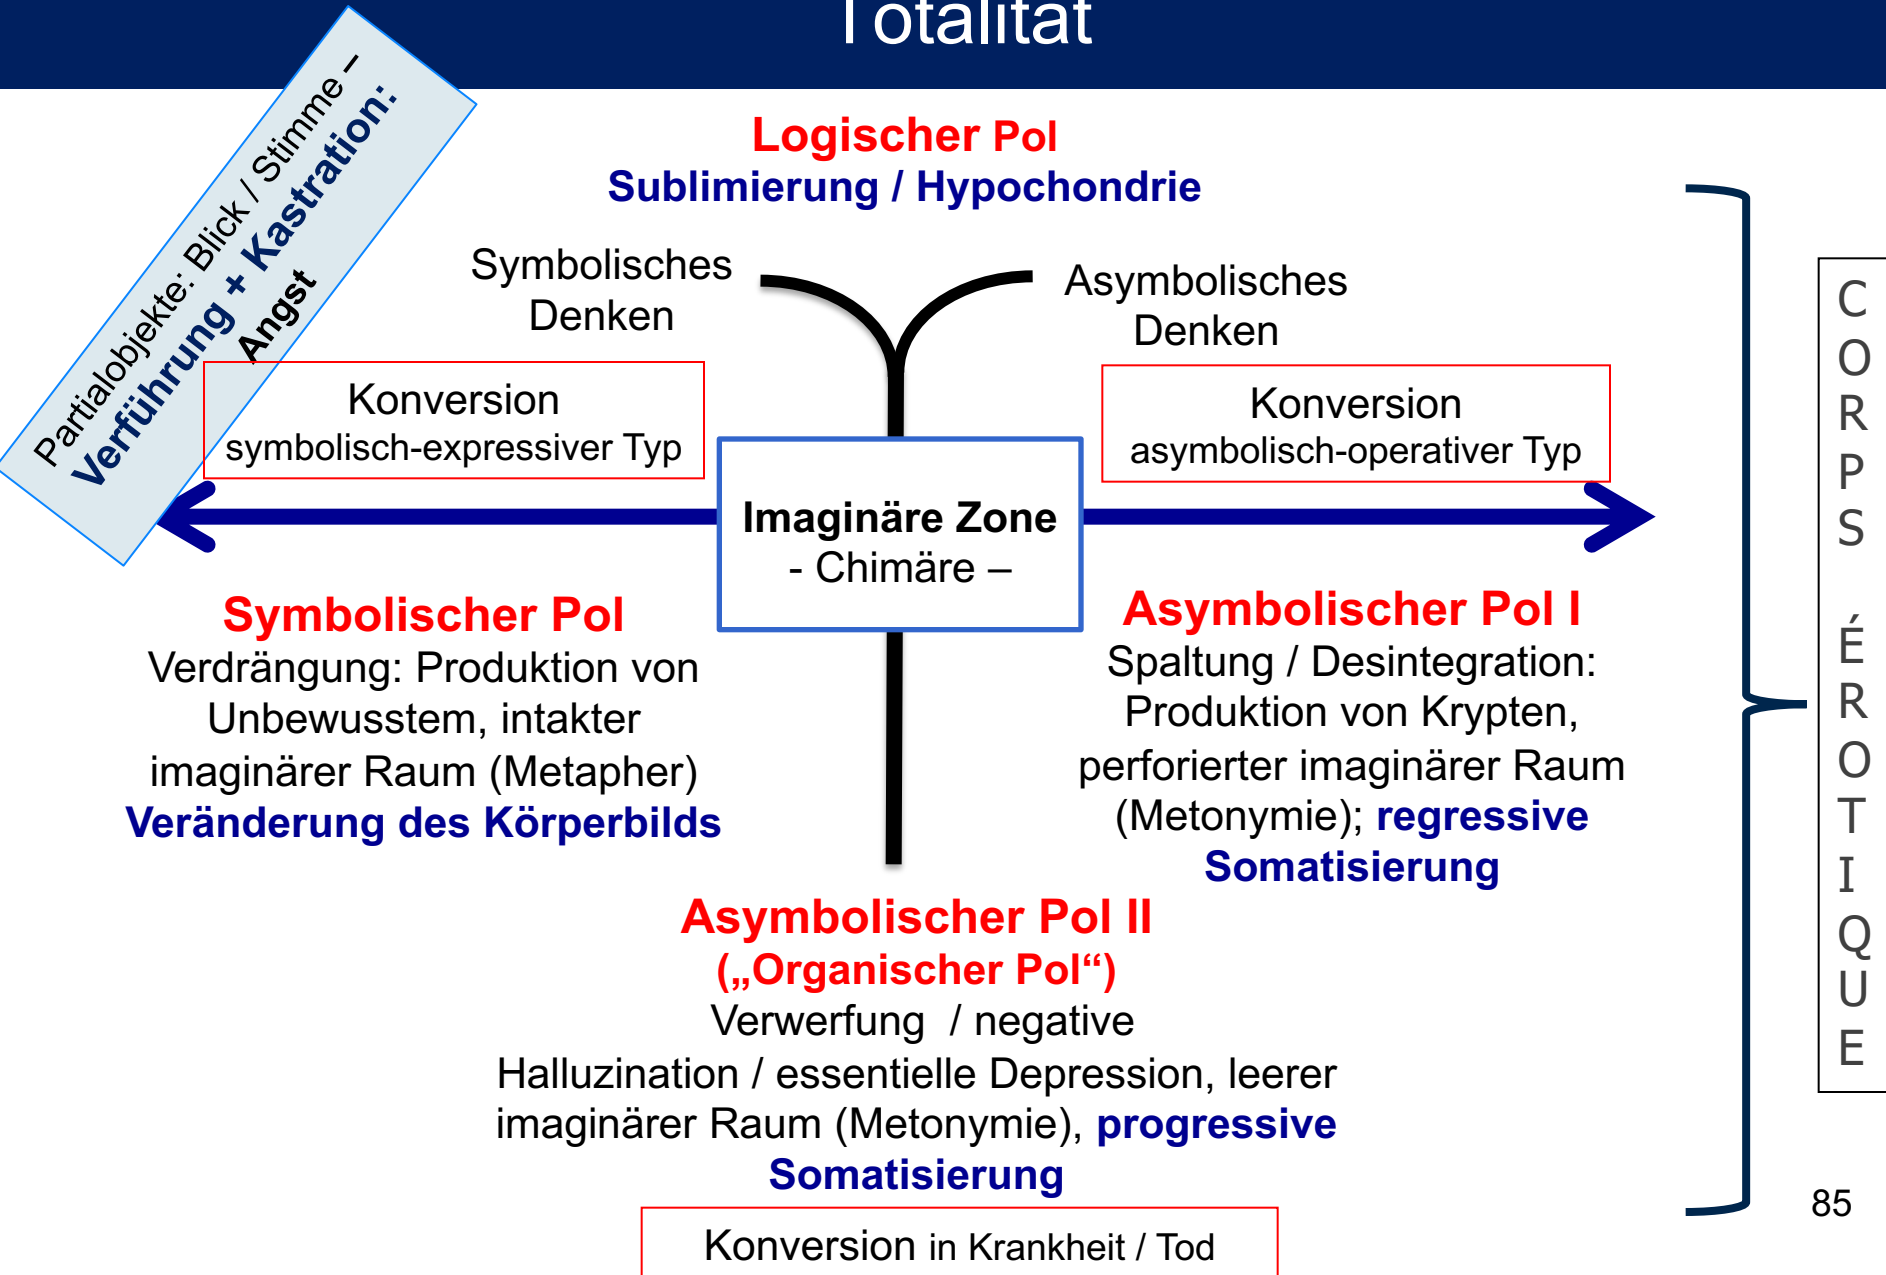 Totalität
Partialobjekte: Blick / Stimme –
Verführung + Kastration:
Angst
Logischer Pol
Sublimierung / Hypochondrie
Symbolisches
Denken
Asymbolisches
Denken
Konversion
symbolisch-expressiver Typ
Konversion
asymbolisch-operativer Typ
Imaginäre Zone
- Chimäre –
Symbolischer Pol
Verdrängung: Produktion von
Unbewusstem, intakter
imaginärer Raum (Metapher)
Veränderung des Körperbilds
Asymbolischer Pol I
Spaltung / Desintegration:
Produktion von Krypten,
perforierter imaginärer Raum
(Metonymie); regressive
Somatisierung
Asymbolischer Pol II
(„Organischer Pol“)
Verwerfung / negative
Halluzination / essentielle Depression, leerer
imaginärer Raum (Metonymie), progressive
Somatisierung
Konversion in Krankheit / Tod
CORPS ÉROTIQUE
85